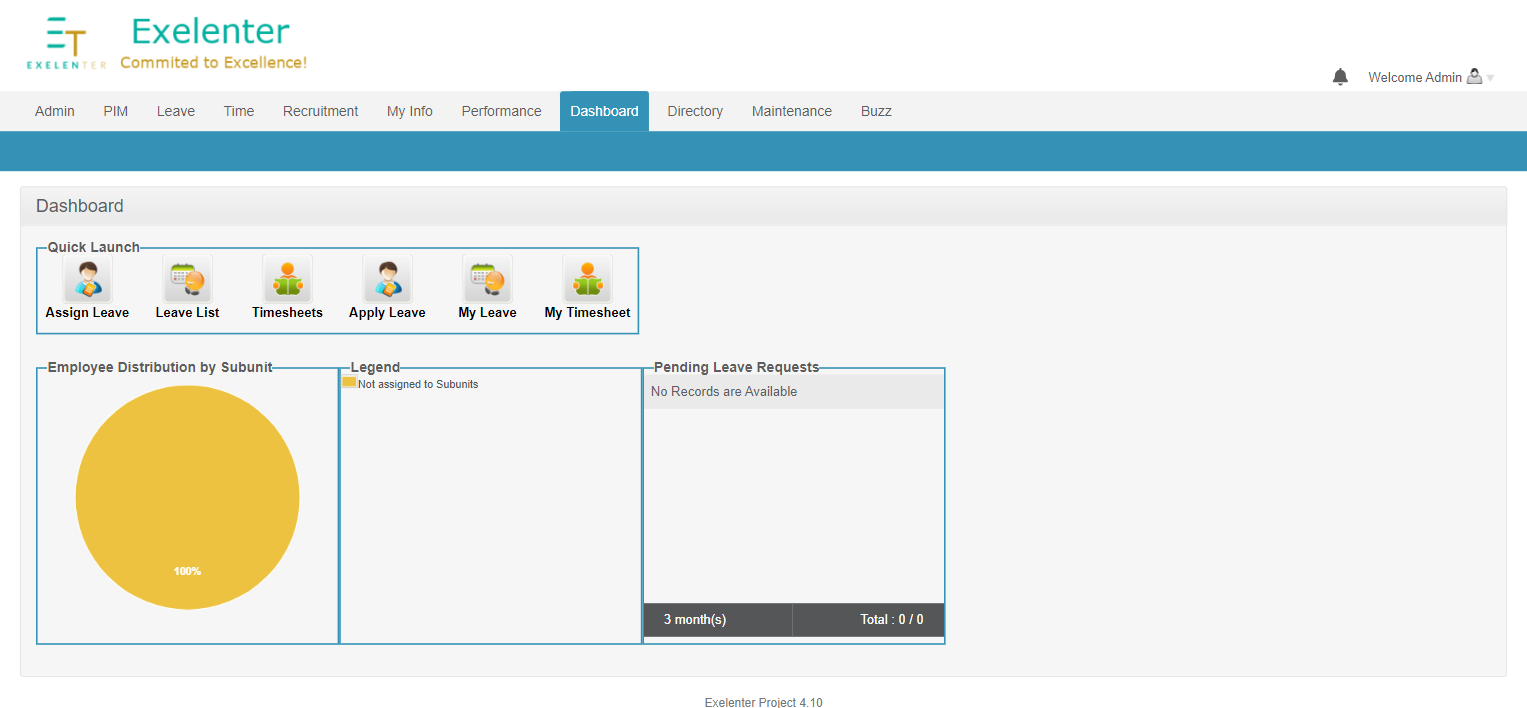 Exelenter
EXELENTER
Commited to Excellence!
Welcome Admin
Admin PIM Leave Time Recruitment My Info Performance Dashboard Directory Maintenance Buzz
Dashboard
Quick Launch
Assign Leave Leave List Timesheets Apply Leave My Leave My Timesheet
Employee Distribution by Subunit
100%
Legend
Not assigned to Subunits
Pending Leave Requests
No Records are Available
3 month(s) Total : 0 / 0
Exelenter Project 4.10